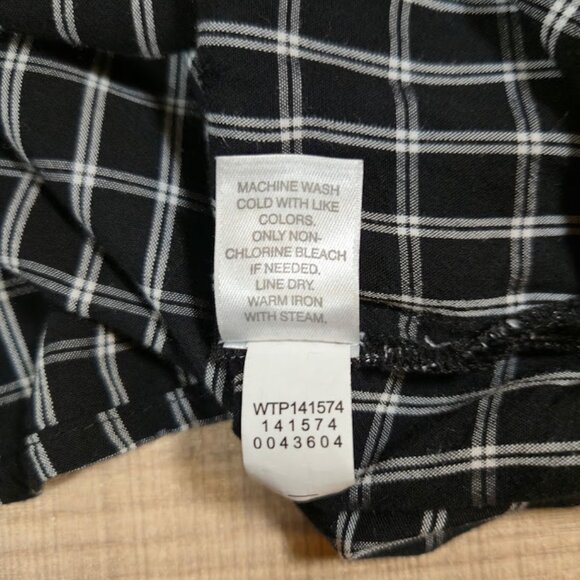 MACHINE WASH
COLD WITH LIKE
COLORS.
ONLY NON-
CHLORINE BLEACH
IF NEEDED.
LINE DRY.
WARM IRON
WITH STEAM.
WTP141574
141574
0043604